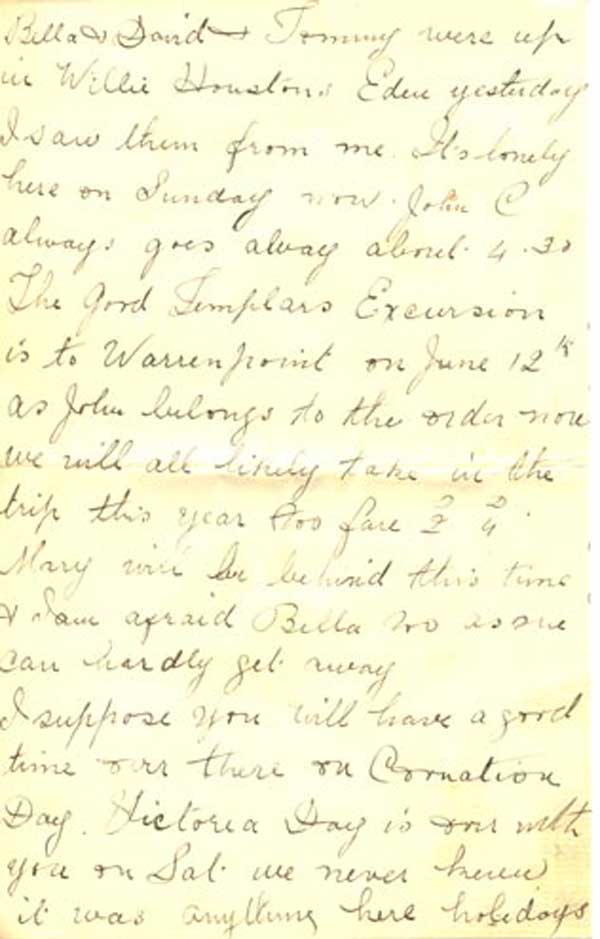 Bella & David & Tommy were up
in Willie Houstons Eden yesterday
I saw them from me. It's lonely
here on Sunday now. John C
always goes away about 4.30
The Good Templars Excursion
is to Warrenpoint on June 12th
as John belongs to the order now
we will all likely take in the
trip this year too fare 2/ 4d
Mary will be behind this time
& I am afraid Bella too as she
can hardly get away
I suppose you will have a good
time over there on Cornation
Day. Victoria Day is over with
you on Sat. we never knew
it was anything here holidays